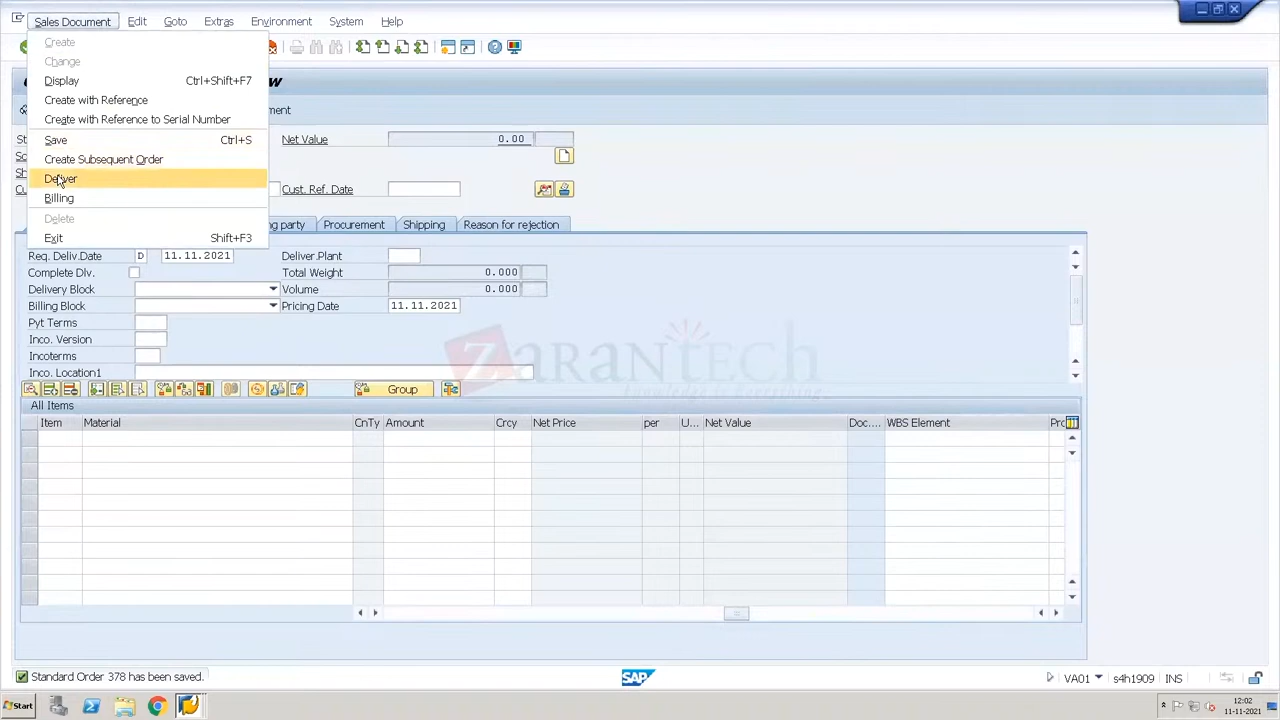 Sales Document Edit Goto Extras Environment System Help
Create
Change
Display Ctrl+Shift+F7
Create with Reference
Create with Reference to Serial Number
Save Ctrl+S
Create Subsequent Order
Deliver
Billing
Delete
Exit Shift+F3
Net Value 0.00
Cust. Ref. Date
Procurement Shipping Reason for rejection
Req. Deliv.Date D 11.11.2021 Deliver.Plant
Complete Dlv. Total Weight 0.000
Delivery Block Volume 0.000
Billing Block Pricing Date 11.11.2021
Pyt Terms
Inco. Version
Incoterms
Inco. Location1
ZARANTECH
knowledge is Everything...
Group
All Items
Item Material CnTy Amount Crcy Net Price per U... Net Value Doc.... WBS Element
Standard Order 378 has been saved.
SAP
VA01 s4h1909 INS
Start
12:02
11-11-2021